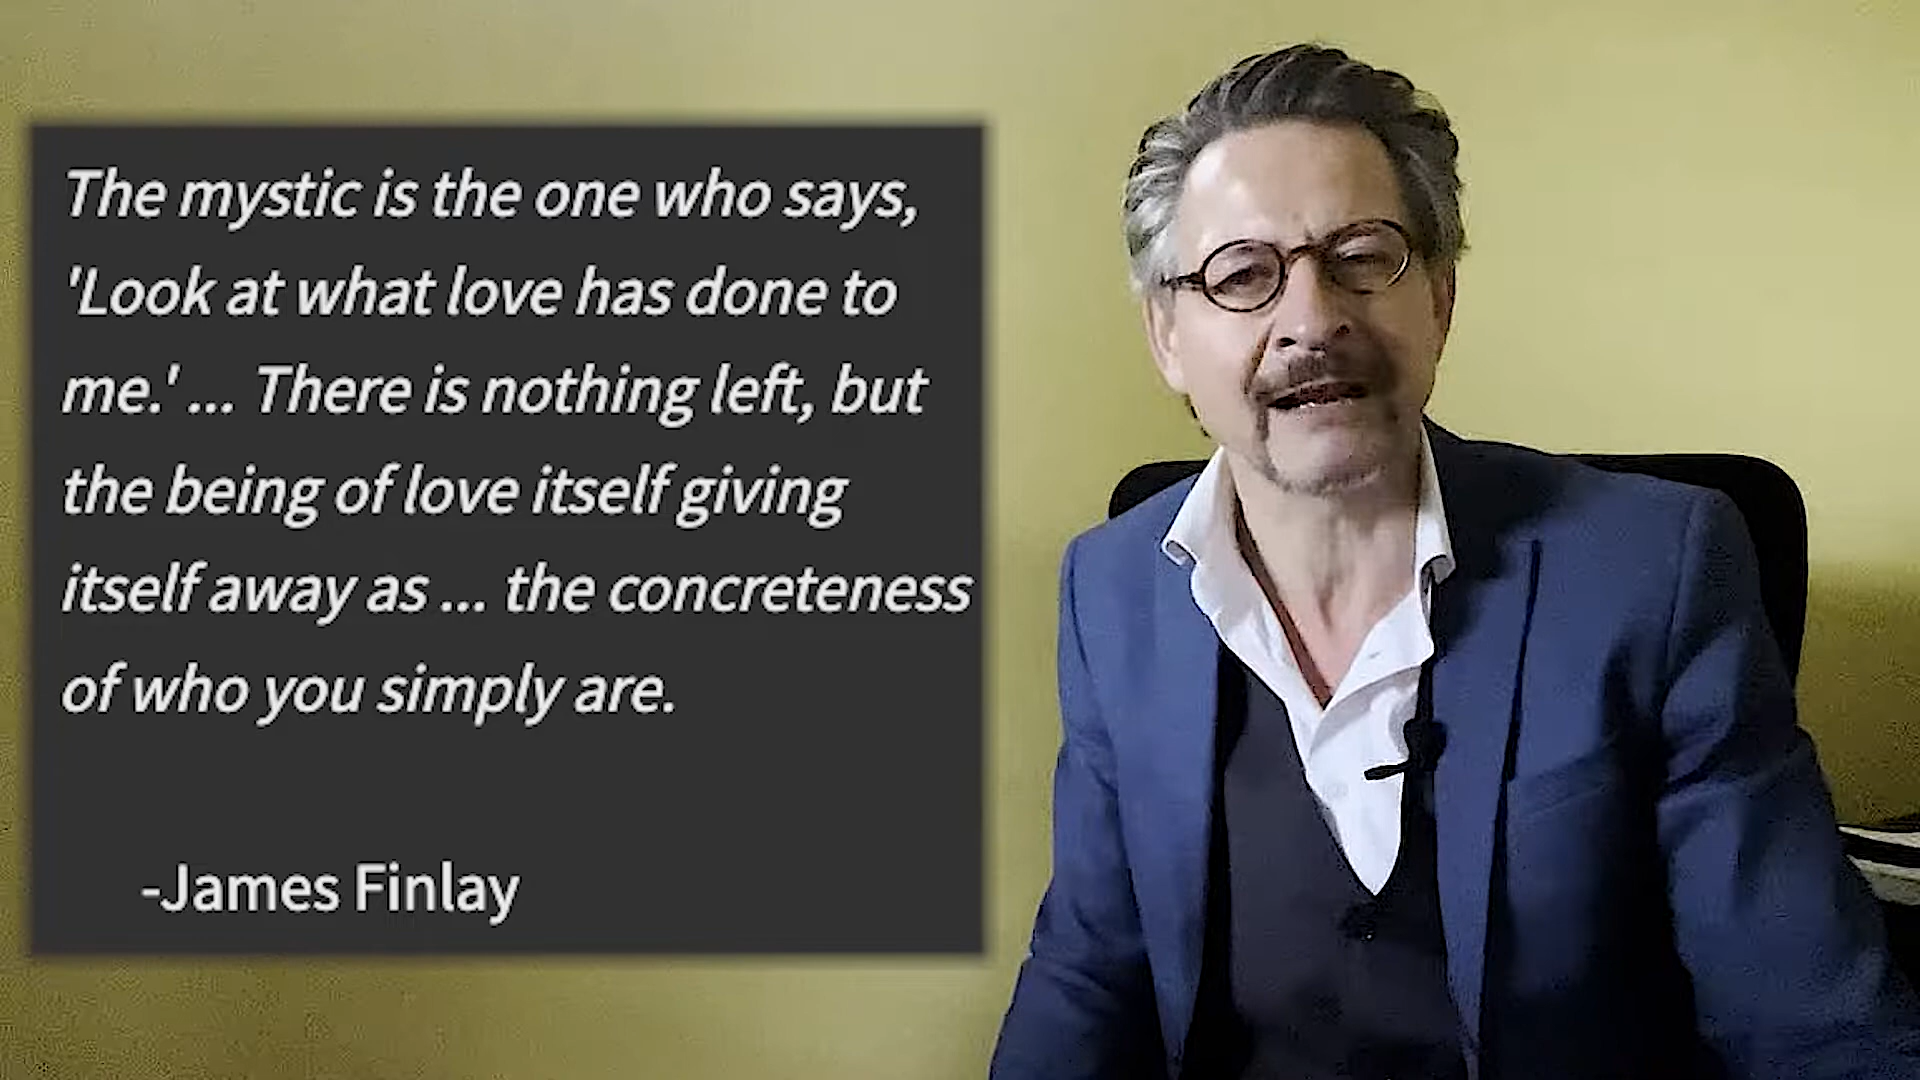 The mystic is the one who says,
'Look at what love has done to
me.' ... There is nothing left, but
the being of love itself giving
itself away as ... the concreteness
of who you simply are.
-James Finlay